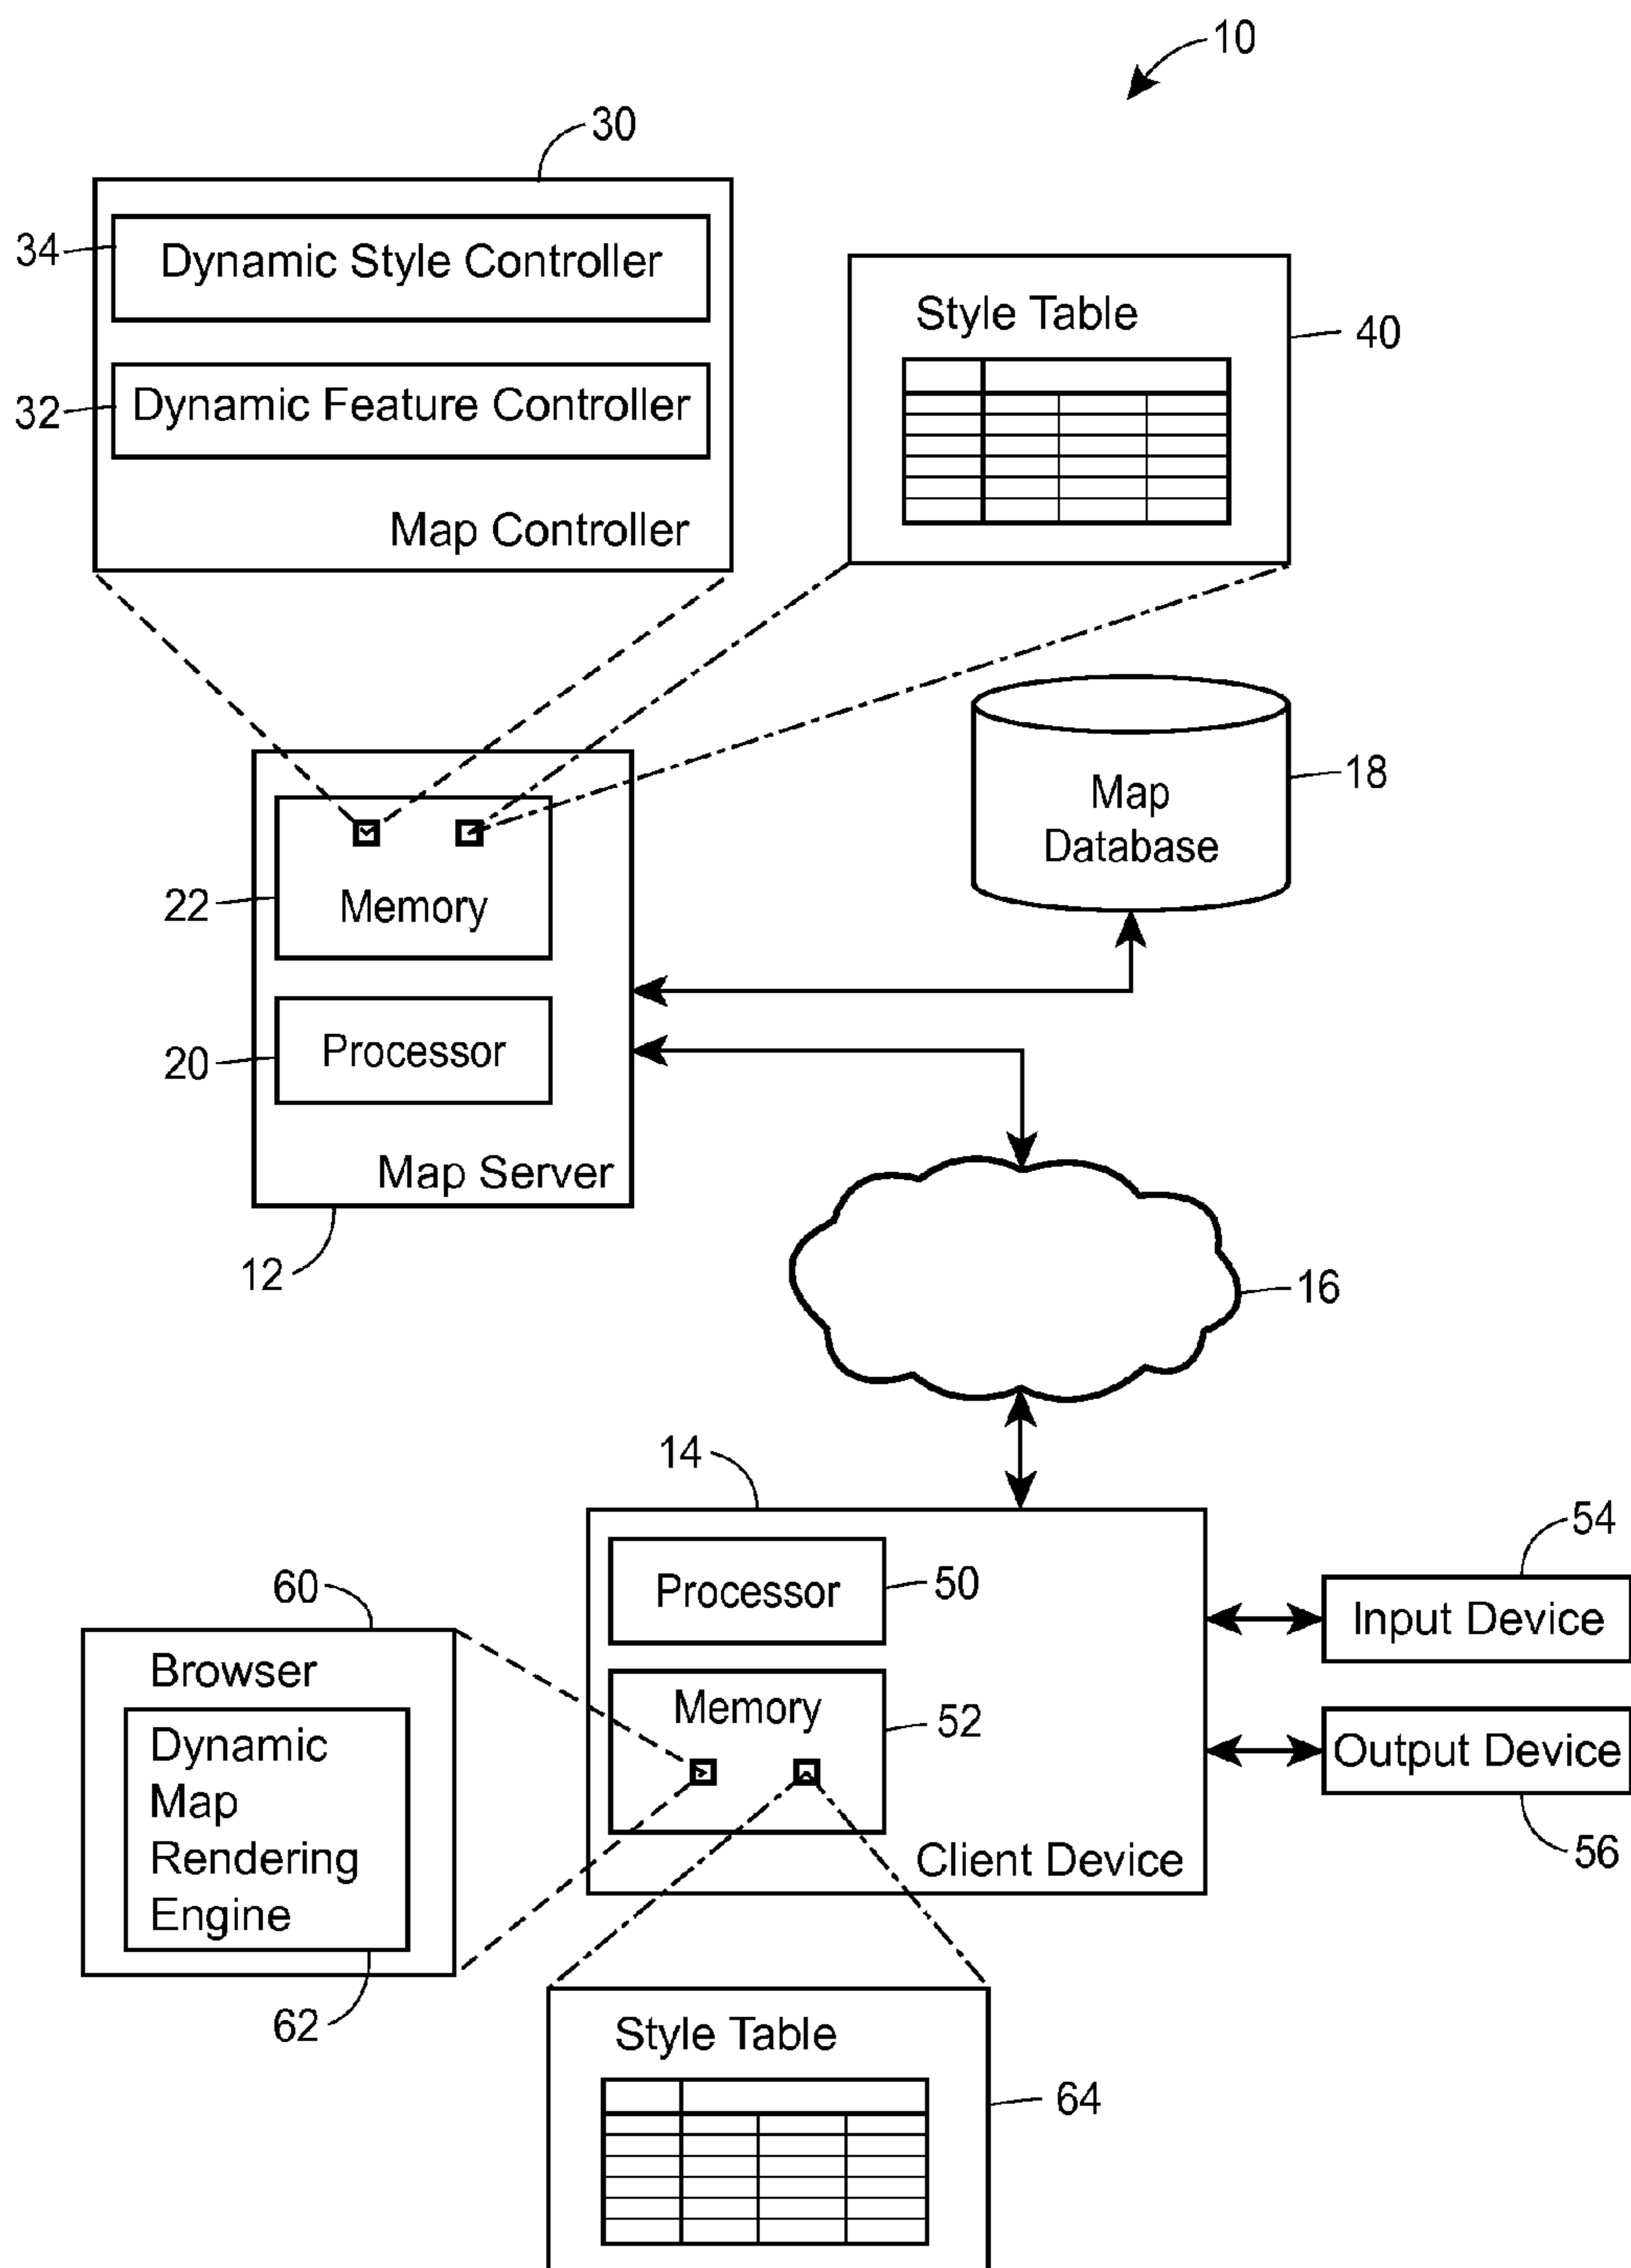 10
30
34
Dynamic Style Controller
Style Table
40
32
Dynamic Feature Controller
Map Controller
18
Map
Database
22
Memory
20
Processor
Map Server
12
16
14
54
Processor
50
Input Device
60
Browser
Memory
52
Dynamic
Map
Rendering
Engine
Output Device
Client Device
56
62
Style Table
64